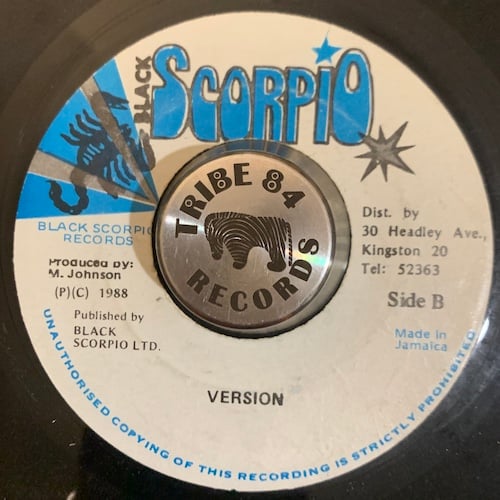 BLACK
SCORPIO
BLACK SCORPIO
RECORDS
Produced by:
M. Johnson
(P)(C) 1988
Published by
BLACK
SCORPIO LTD.
TRIBE 84
RECORDS
Dist. by
30 Headley Ave.,
Kingston 20
Tel: 52363
Side B
Made in
Jamaica
VERSION
UNAUTHORISED COPYING OF THIS RECORDING IS STRICTLY PROHIBITED